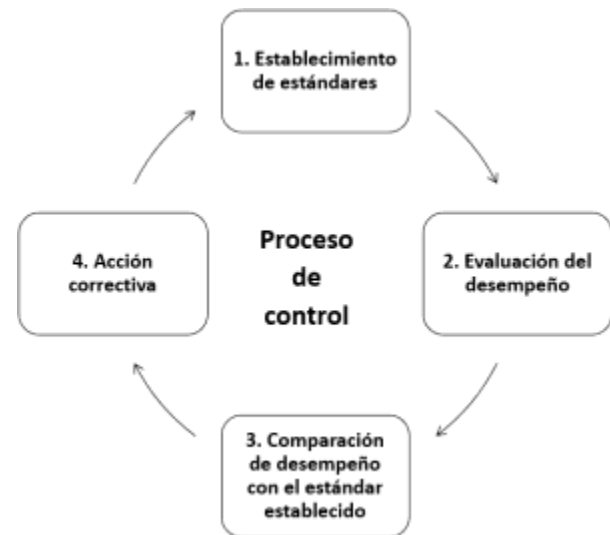 1. Establecimiento
de estándares
2. Evaluación del
desempeño
3. Comparación
de desempeño
con el estándar
establecido
4. Acción
correctiva
Proceso
de
control